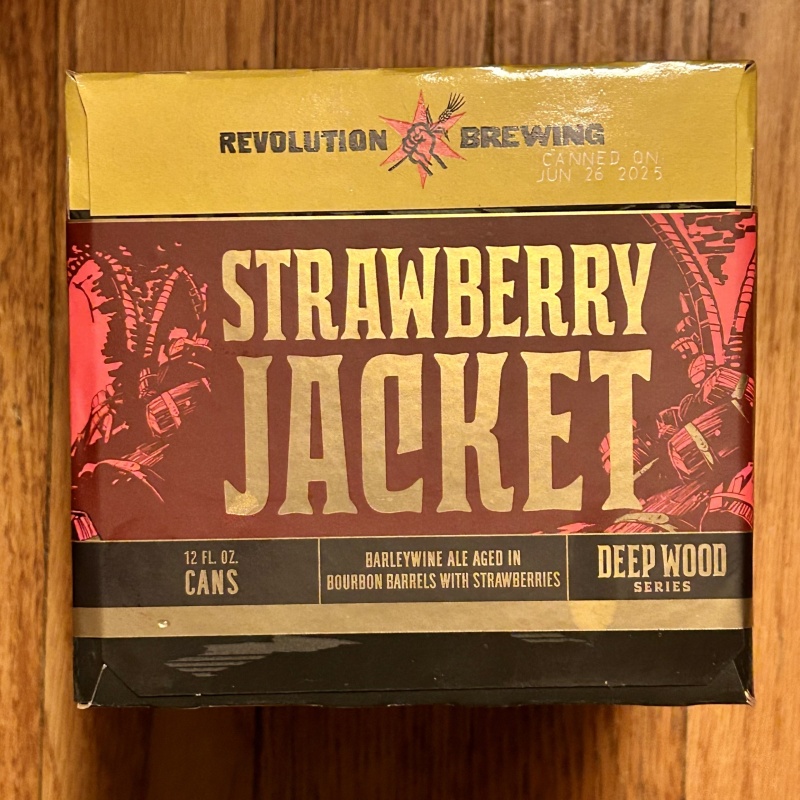 REVOLUTION BREWING
CANNED ON
JUN 26 2025
STRAWBERRY
JACKET
12 FL. OZ.
CANS
BARLEYWINE ALE AGED IN
BOURBON BARRELS WITH STRAWBERRIES
DEEP WOOD
SERIES